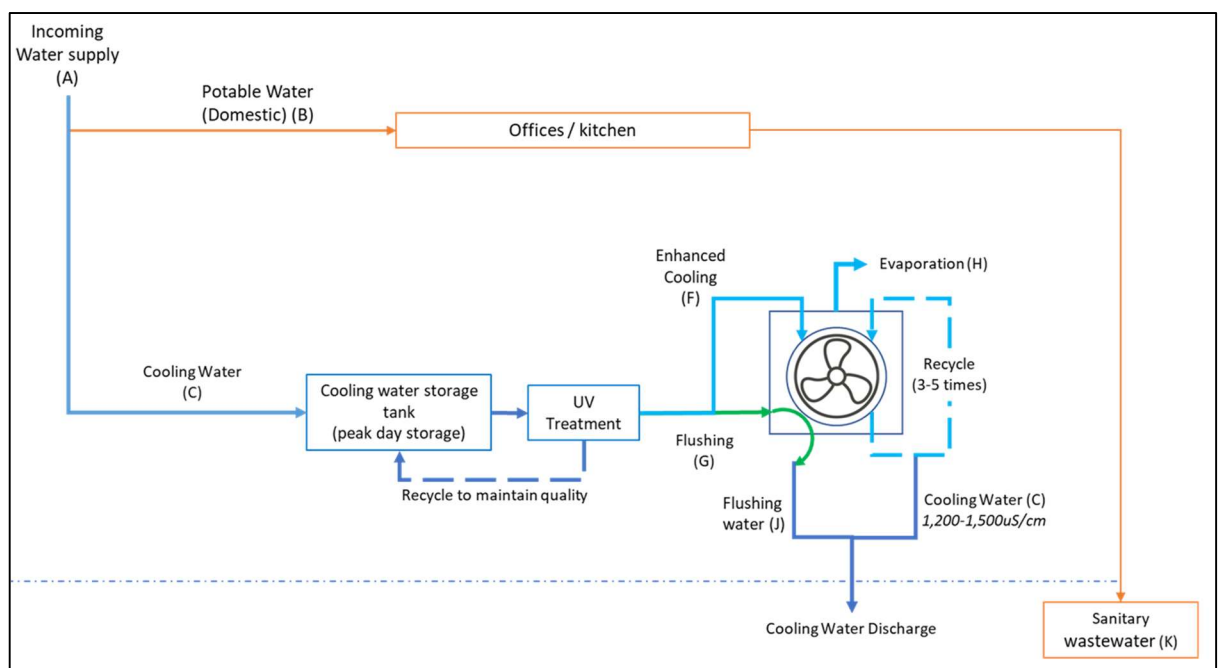 Incoming
Water supply
(A)
Potable Water
(Domestic) (B)
Offices / kitchen
Enhanced
Cooling
(F)
Evaporation (H)
Cooling Water
(C)
Cooling water storage
tank
(peak day storage)
UV
Treatment
Recycle
(3-5 times)
Flushing
(G)
Recycle to maintain quality
Flushing
water (J)
Cooling Water (C)
1,200-1,500uS/cm
Cooling Water Discharge
Sanitary
wastewater (K)